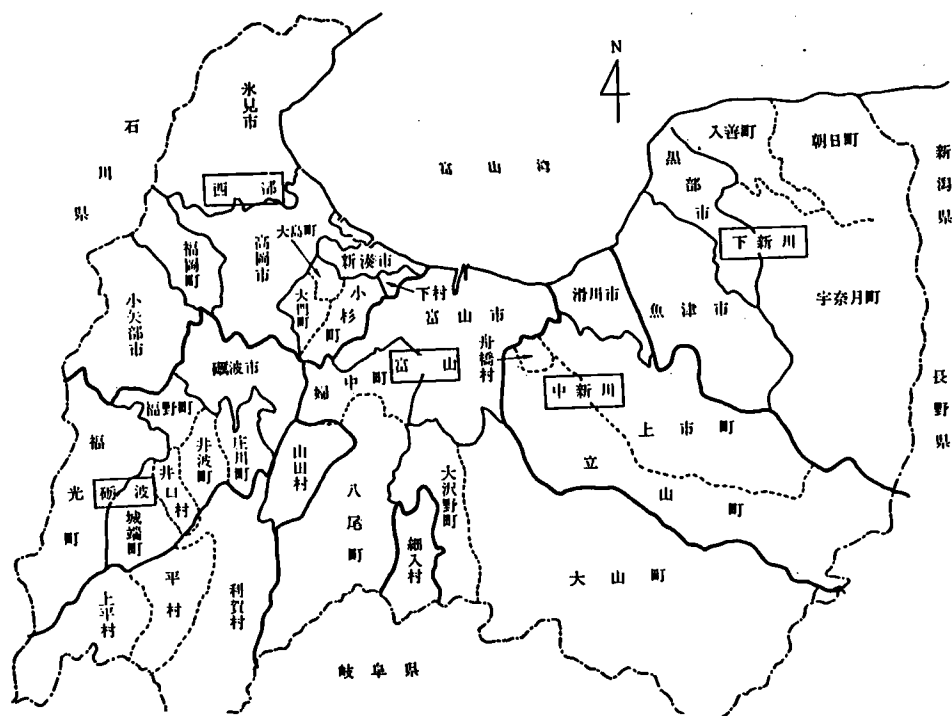 N
氷見市
石川県
富山湾
入善町
朝日町
新潟県
黒部市
西部
下新川
大島町
高岡市
新湊市
福岡町
小杉町
下村
大門町
富山市
滑川市
魚津市
宇奈月町
小矢部市
舟橋村
砺波市
婦中町
富山
中新川
長野県
福野町
上市町
福光町
井波町
庄川町
山田村
立山町
井口村
砺波
八尾町
大沢野町
城端町
細入村
大山町
平村
利賀村
上平村
岐阜県